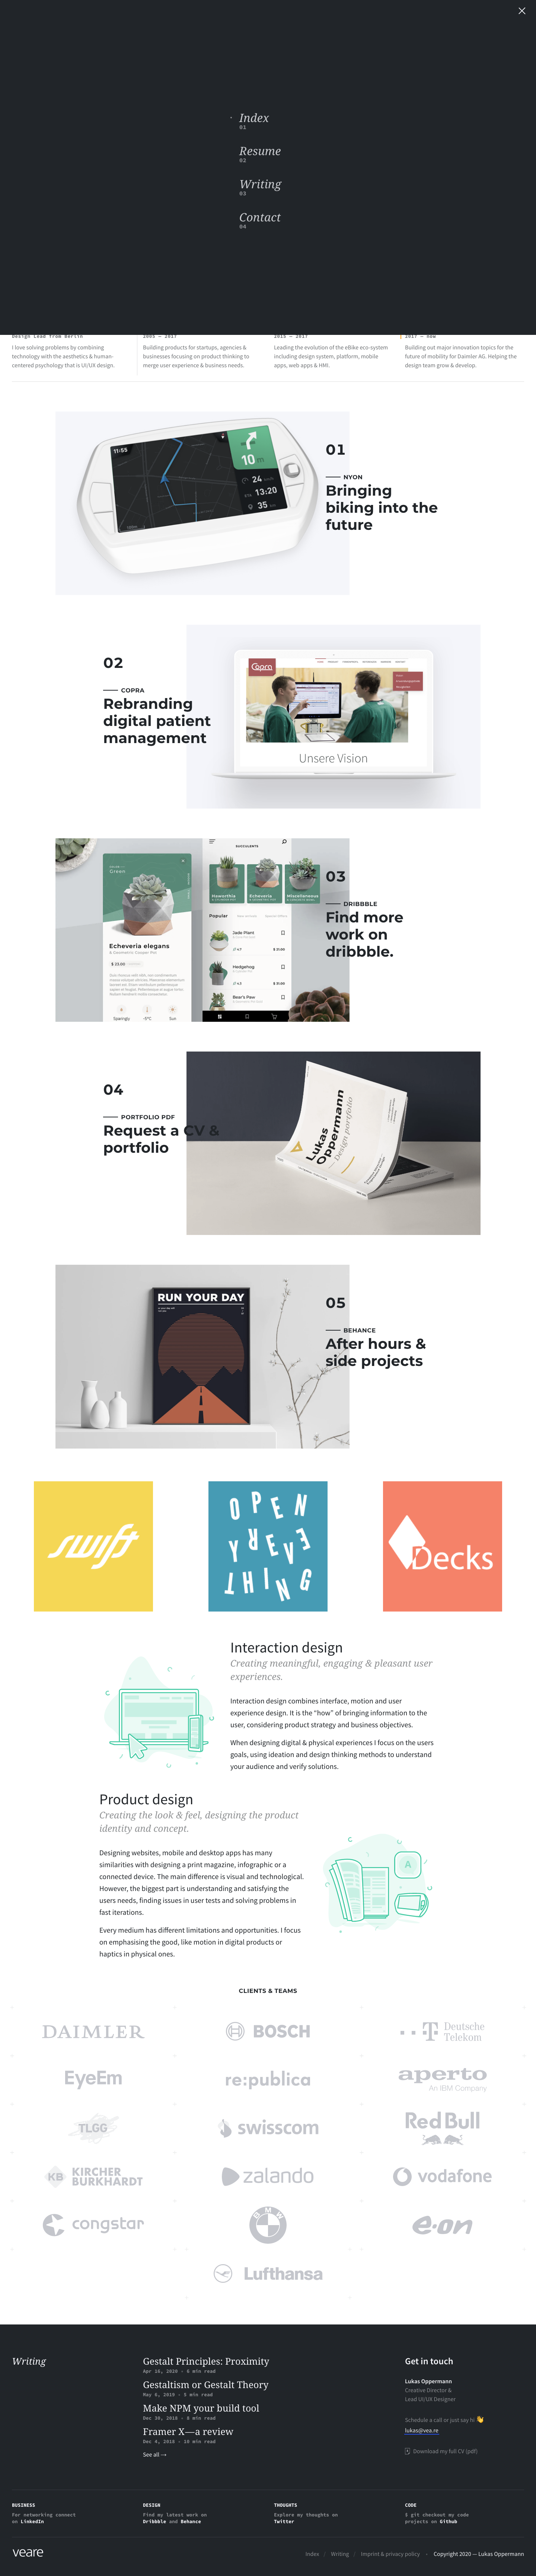 Index
01
Resume
02
Writing
03
Contact
04
Design Lead from Berlin
2003 — 2017
2015 — 2017
2017 — now
I love solving problems by combining
technology with the aesthetics & human-
centered psychology that is UI/UX design.
Building products for startups, agencies &
businesses focusing on product thinking to
merge user experience & business needs.
Leading the evolution of the eBike eco-system
including design system, platform, mobile
apps, web apps & HMI.
Building out major innovation topics for the
future of mobility for Daimler AG. Helping the
design team grow & develop.
11:55
10
24
13:20
35
01
NYON
Bringing
biking into the
future
02
COPRA
Rebranding
digital patient
management
Copra
Unsere Vision
Green
Echeveria elegans
$ 31.00
Sparingly
-5°C
Sun
SUCCULENTS
Haworthia
Echeveria
Miscellaneous
Popular
Jade Plant
4.7
$ 31.00
Hedgehog
4.5
$ 31.00
Bear's Paw
03
DRIBBBLE
Find more
work on
dribbble.
04
PORTFOLIO PDF
Request a CV &
portfolio
Lukas
Oppermann
— Design portfolio
RUN YOUR DAY
05
BEHANCE
After hours &
side projects
swift
OPEN
EVERY
THING
Decks
Interaction design
Creating meaningful, engaging & pleasant user
experiences.
Interaction design combines interface, motion and user
experience design. It is the “how” of bringing information to the
user, considering product strategy and business objectives.
When designing digital & physical experiences I focus on the users
goals, using ideation and design thinking methods to understand
your audience and verify solutions.
Product design
Creating the look & feel, designing the product
identity and concept.
Designing websites, mobile and desktop apps has many
similarities with designing a print magazine, infographic or a
connected device. The main difference is visual and technological.
However, the biggest part is understanding and satisfying the
users needs, finding issues in user tests and solving problems in
fast iterations.
Every medium has different limitations and opportunities. I focus
on emphasising the good, like motion in digital products or
haptics in physical ones.
A
CLIENTS & TEAMS
DAIMLER
BOSCH
T Deutsche
Telekom
EyeEm
re:publica
aperto
An IBM Company
TLGG
swisscom
Red Bull
KB KIRCHER
BURKHARDT
zalando
vodafone
congstar
BMW
e·on
Lufthansa
Writing
Gestalt Principles: Proximity
Apr 16, 2020 · 6 min read
Gestaltism or Gestalt Theory
May 6, 2019 · 5 min read
Make NPM your build tool
Dec 30, 2018 · 8 min read
Framer X—a review
Dec 4, 2018 · 10 min read
See all →
Get in touch
Lukas Oppermann
Creative Director &
Lead UI/UX Designer
Schedule a call or just say hi 👋
lukas@vea.re
Download my full CV (pdf)
BUSINESS
For networking connect
on LinkedIn
DESIGN
Find my latest work on
Dribbble and Behance
THOUGHTS
Explore my thoughts on
Twitter
CODE
$ git checkout my code
projects on Github
veare
Index / Writing / Imprint & privacy policy – Copyright 2020 — Lukas Oppermann